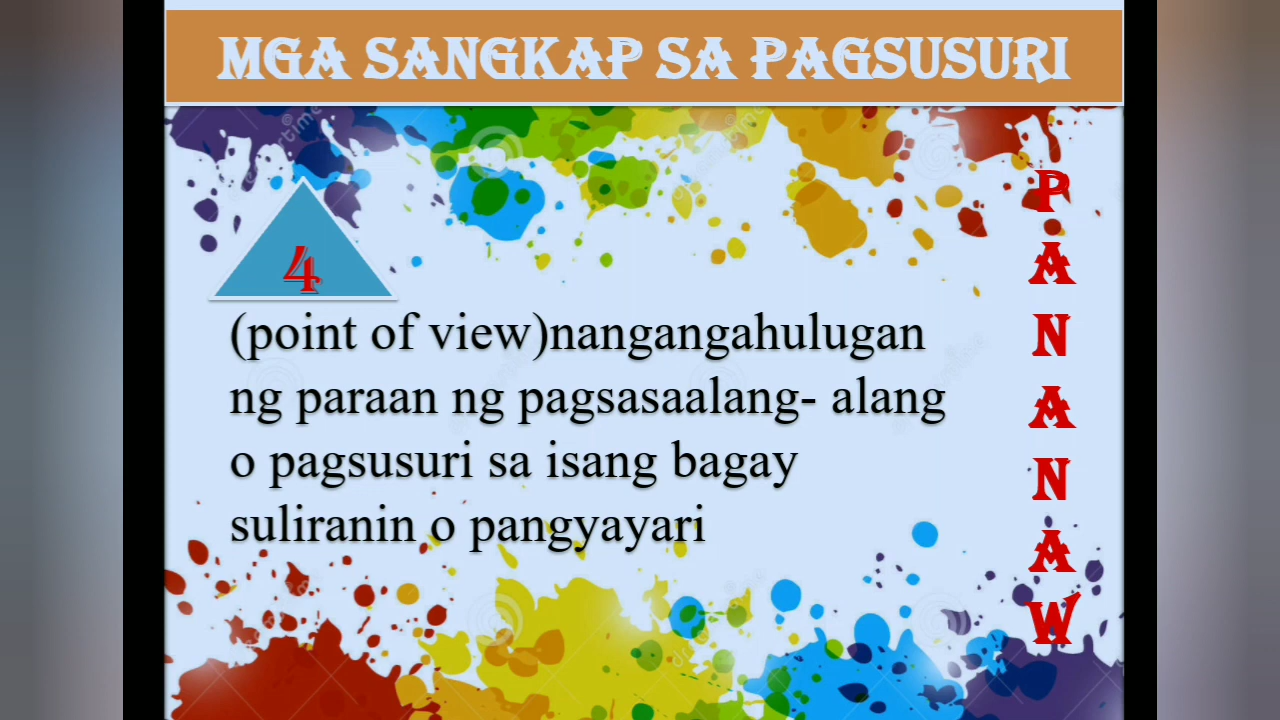 MGA SANGKAP SA PAGSUSURI
4
(point of view)nangangahulugan
ng paraan ng pagsasaalang- alang
o pagsusuri sa isang bagay
suliranin o pangyayari
PANANAW